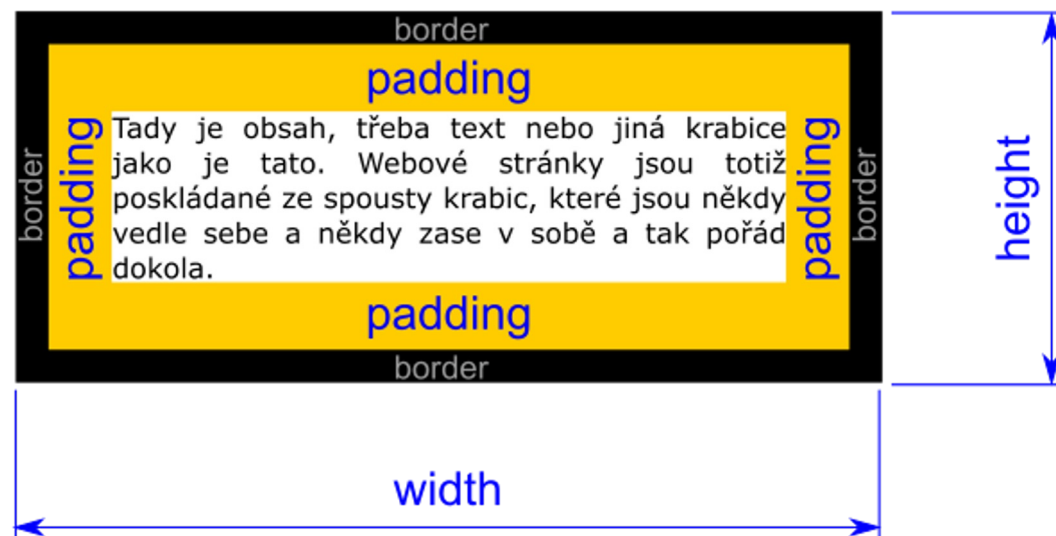 border
padding
border
padding
Tady je obsah, třeba text nebo jiná krabice
jako je tato. Webové stránky jsou totiž
poskládané ze spousty krabic, které jsou někdy
vedle sebe a někdy zase v sobě a tak pořád
dokola.
padding
border
height
padding
border
width